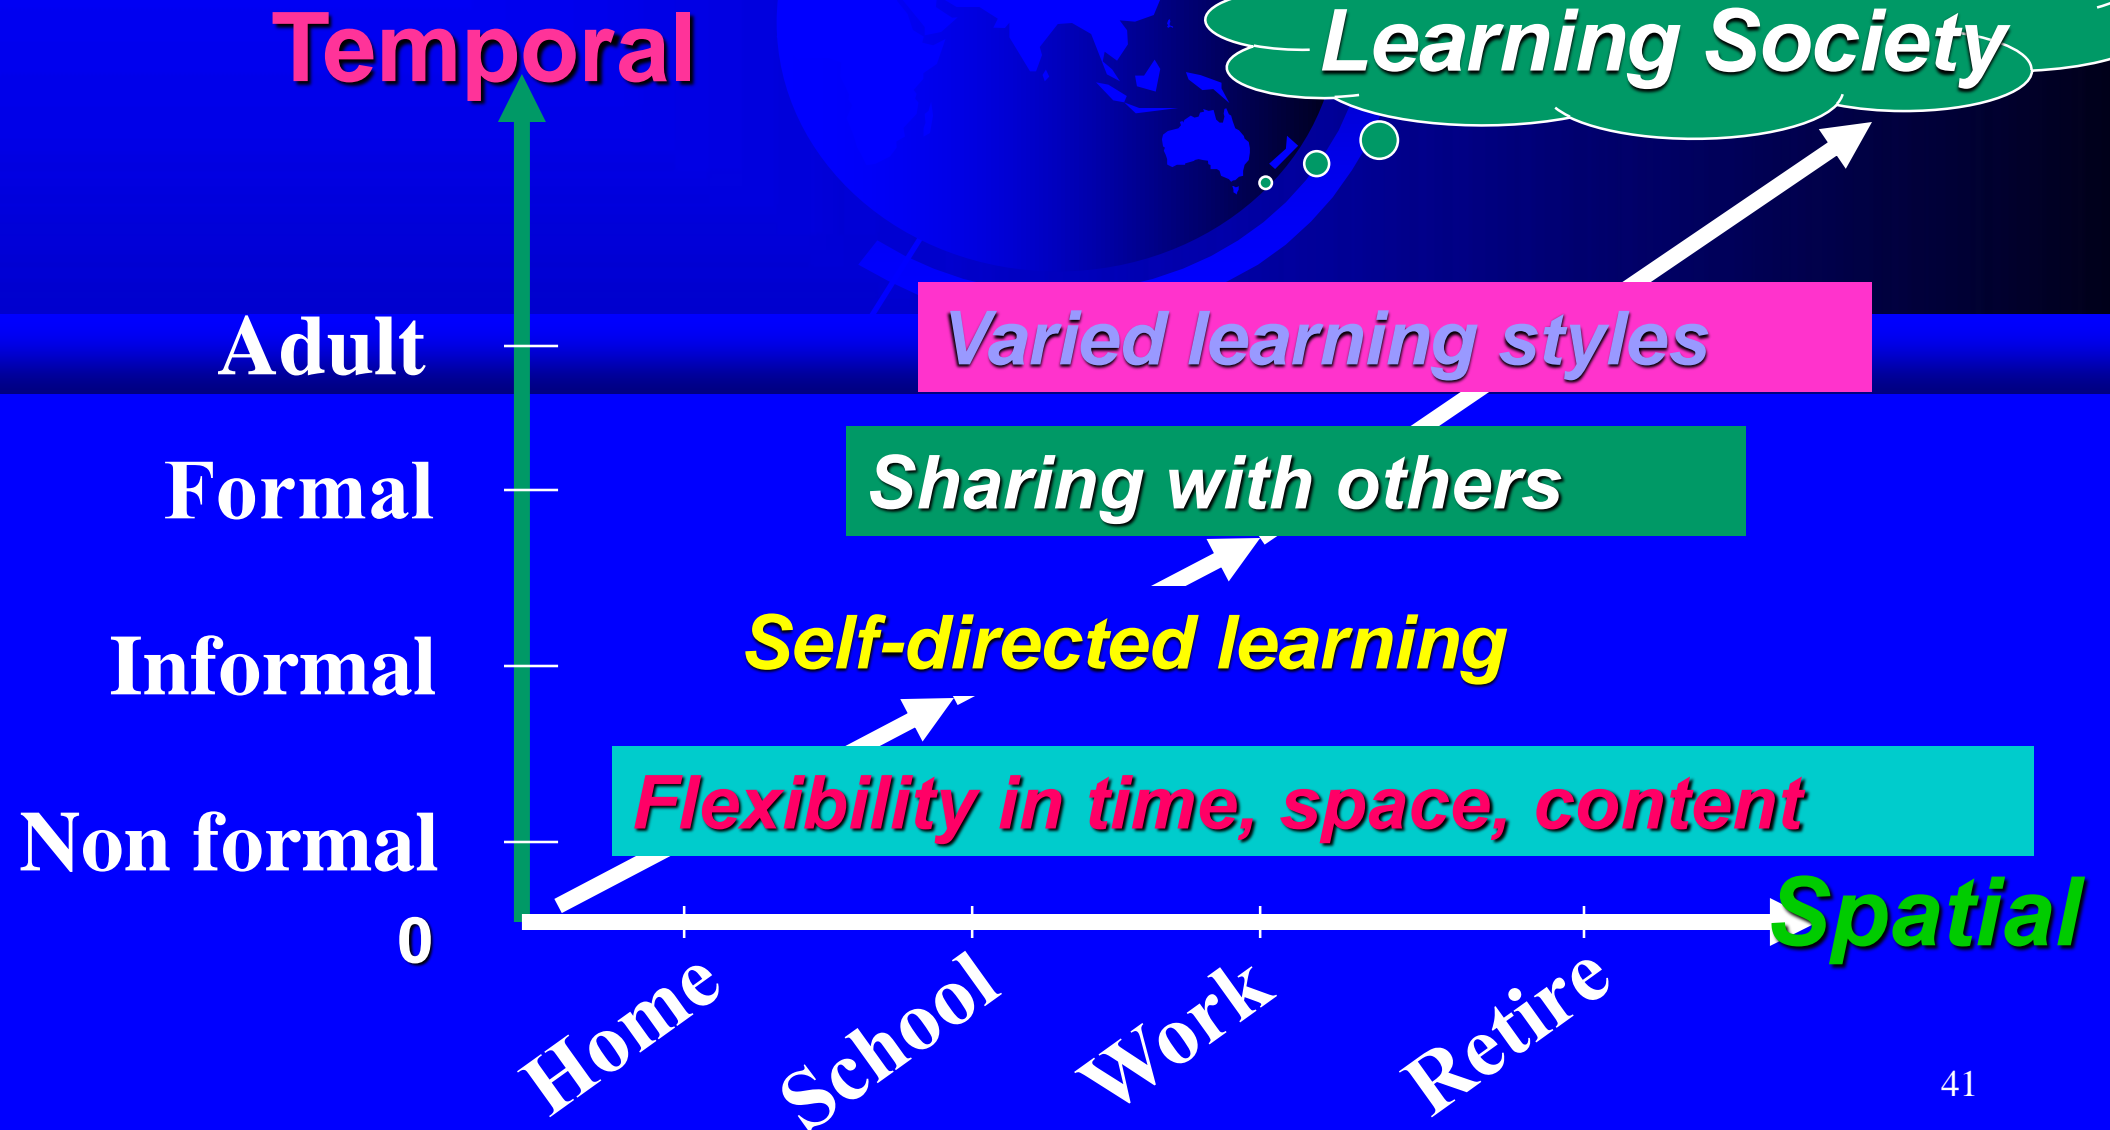 Temporal
Learning Society
Adult
Varied learning styles
Formal
Sharing with others
Informal
Self-directed learning
Non formal
Flexibility in time, space, content
Spatial
0
Home
School
Work
Retire
41